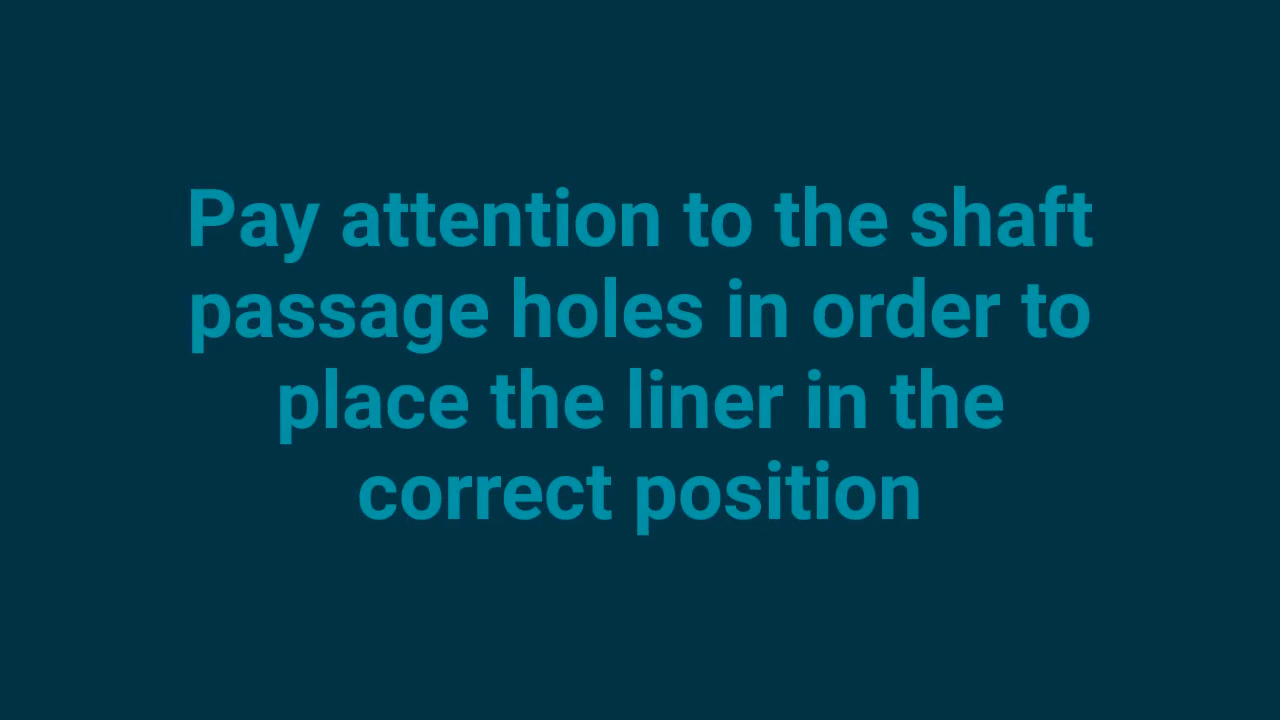 Pay attention to the shaft
passage holes in order to
place the liner in the
correct position